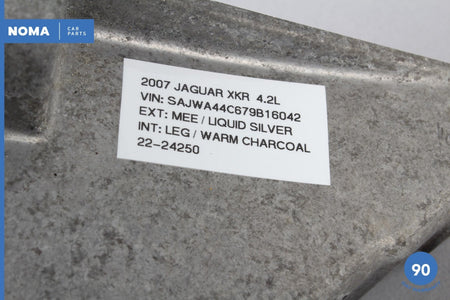 NOMA CAR PARTS
2007 JAGUAR XKR 4.2L
VIN: SAJWA44C679B16042
EXT: MEE / LIQUID SILVER
INT: LEG / WARM CHARCOAL
22-24250
90